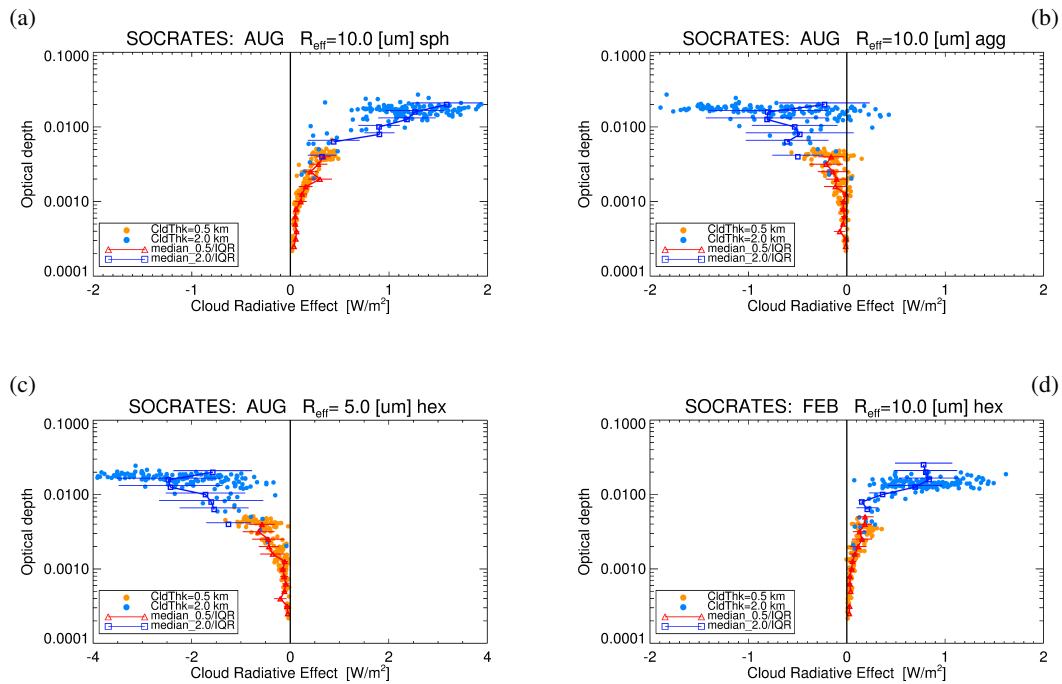 (a)
SOCRATES: AUG R_eff=10.0 [um] sph
0.1000
0.0100
0.0010
0.0001
Optical depth
CldThk=0.5 km
CldThk=2.0 km
median_0.5/IQR
median_2.0/IQR
-2 -1 0 1 2
Cloud Radiative Effect [W/m²]
(b)
SOCRATES: AUG R_eff=10.0 [um] agg
0.1000
0.0100
0.0010
0.0001
Optical depth
CldThk=0.5 km
CldThk=2.0 km
median_0.5/IQR
median_2.0/IQR
-2 -1 0 1 2
Cloud Radiative Effect [W/m²]
(c)
SOCRATES: AUG R_eff= 5.0 [um] hex
0.1000
0.0100
0.0010
0.0001
Optical depth
CldThk=0.5 km
CldThk=2.0 km
median_0.5/IQR
median_2.0/IQR
-4 -2 0 2 4
Cloud Radiative Effect [W/m²]
(d)
SOCRATES: FEB R_eff=10.0 [um] hex
0.1000
0.0100
0.0010
0.0001
Optical depth
CldThk=0.5 km
CldThk=2.0 km
median_0.5/IQR
median_2.0/IQR
-2 -1 0 1 2
Cloud Radiative Effect [W/m²]